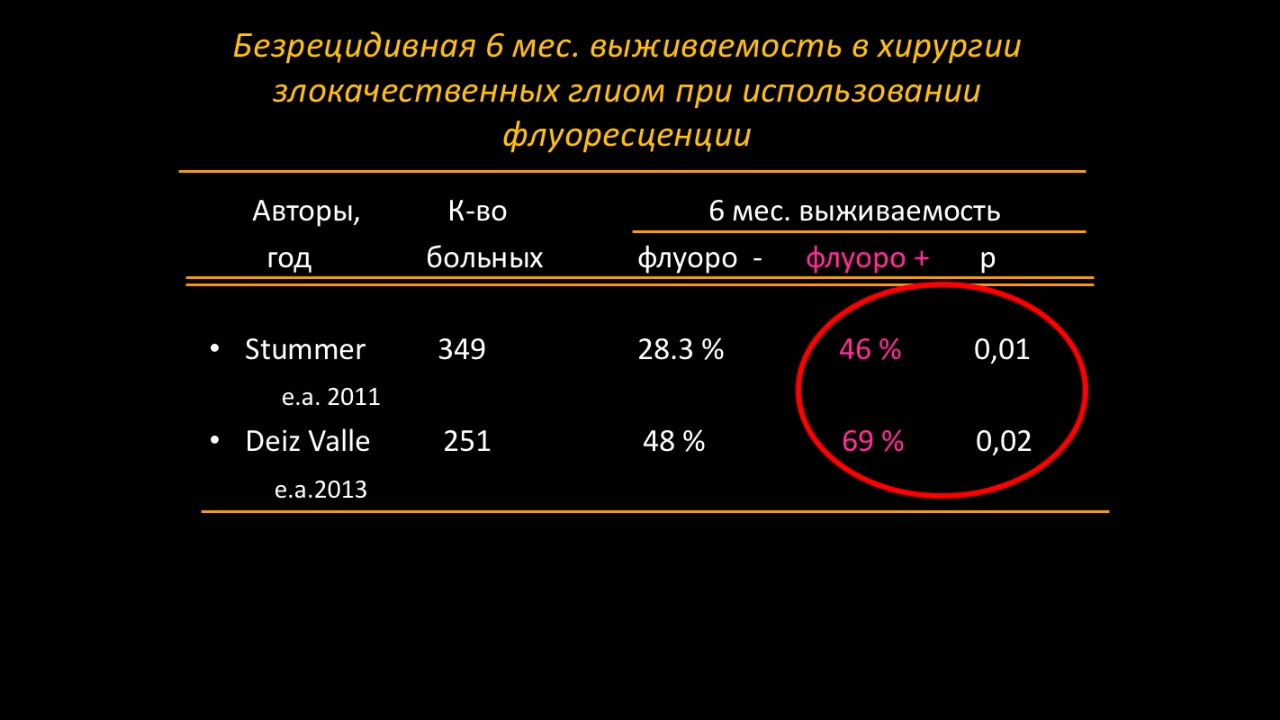 Безрецидивная 6 мес. выживаемость в хирургии
злокачественных глиом при использовании
флуоресценции
Авторы, К-во 6 мес. выживаемость
год больных флуоро - флуоро + р
• Stummer 349 28.3 % 46 % 0,01
е.а. 2011
• Deiz Valle 251 48 % 69 % 0,02
е.а.2013